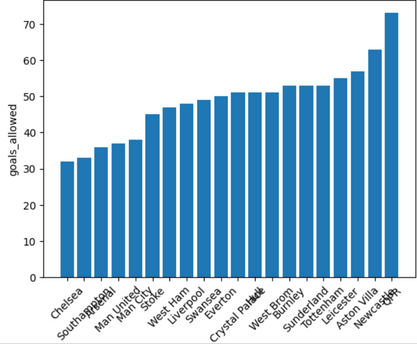 70
60
50
40
30
20
10
0
goals_allowed
Chelsea
Southampton
Arsenal
Man United
Man City
Stoke
West Ham
Liverpool
Swansea
Everton
Crystal Palace
Hull
West Brom
Burnley
Sunderland
Tottenham
Leicester
Aston Villa
Newcastle
QPR